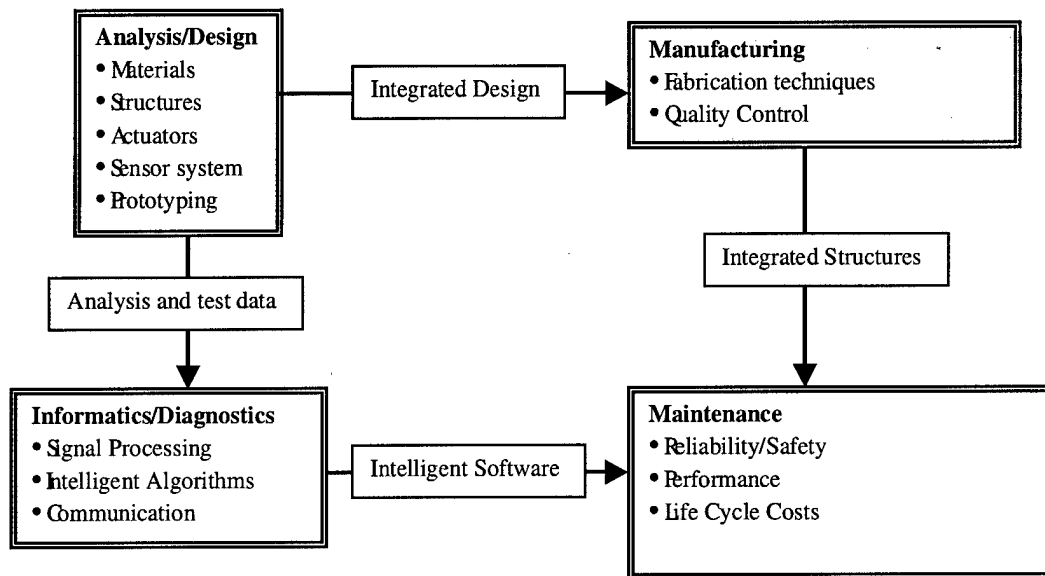 Analysis/Design
• Materials
• Structures
• Actuators
• Sensor system
• Prototyping
Integrated Design
Manufacturing
• Fabrication techniques
• Quality Control
Analysis and test data
Integrated Structures
Informatics/Diagnostics
• Signal Processing
• Intelligent Algorithms
• Communication
Intelligent Software
Maintenance
• Reliability/Safety
• Performance
• Life Cycle Costs